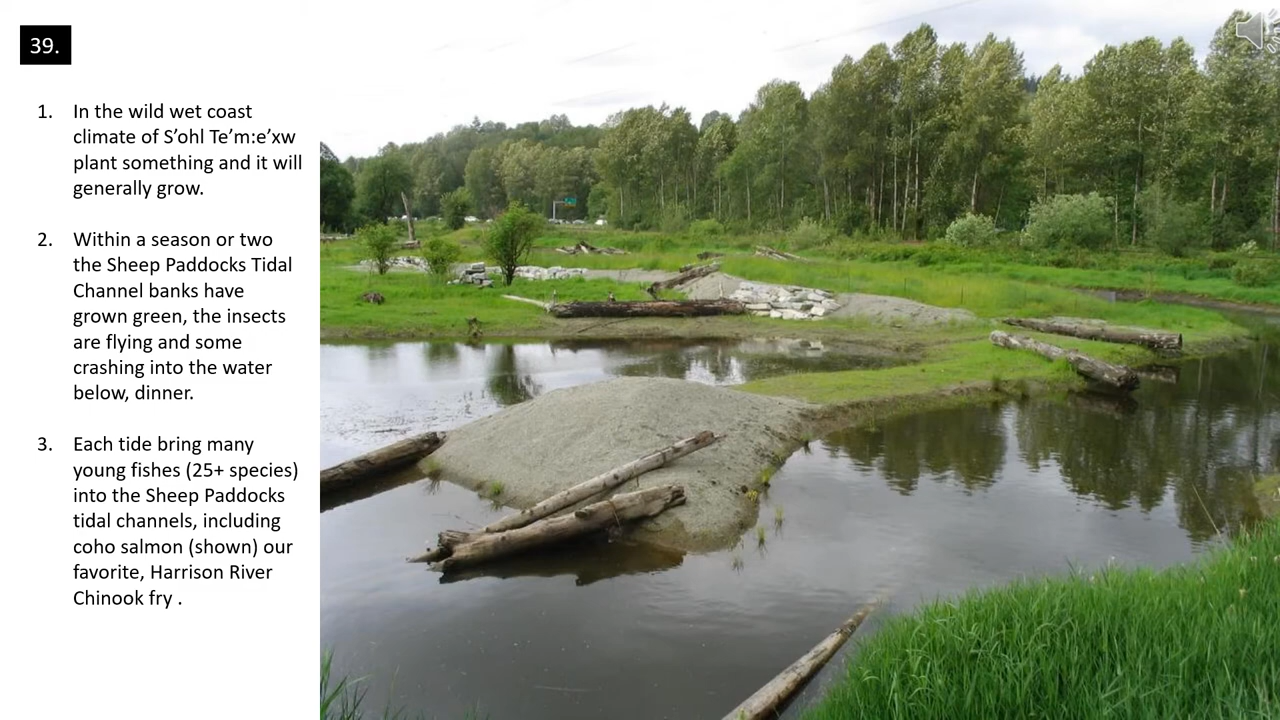 39.
1. In the wild wet coast
climate of S’ohl Te’m:e’xw
plant something and it will
generally grow.
2. Within a season or two
the Sheep Paddocks Tidal
Channel banks have
grown green, the insects
are flying and some
crashing into the water
below, dinner.
3. Each tide bring many
young fishes (25+ species)
into the Sheep Paddocks
tidal channels, including
coho salmon (shown) our
favorite, Harrison River
Chinook fry .